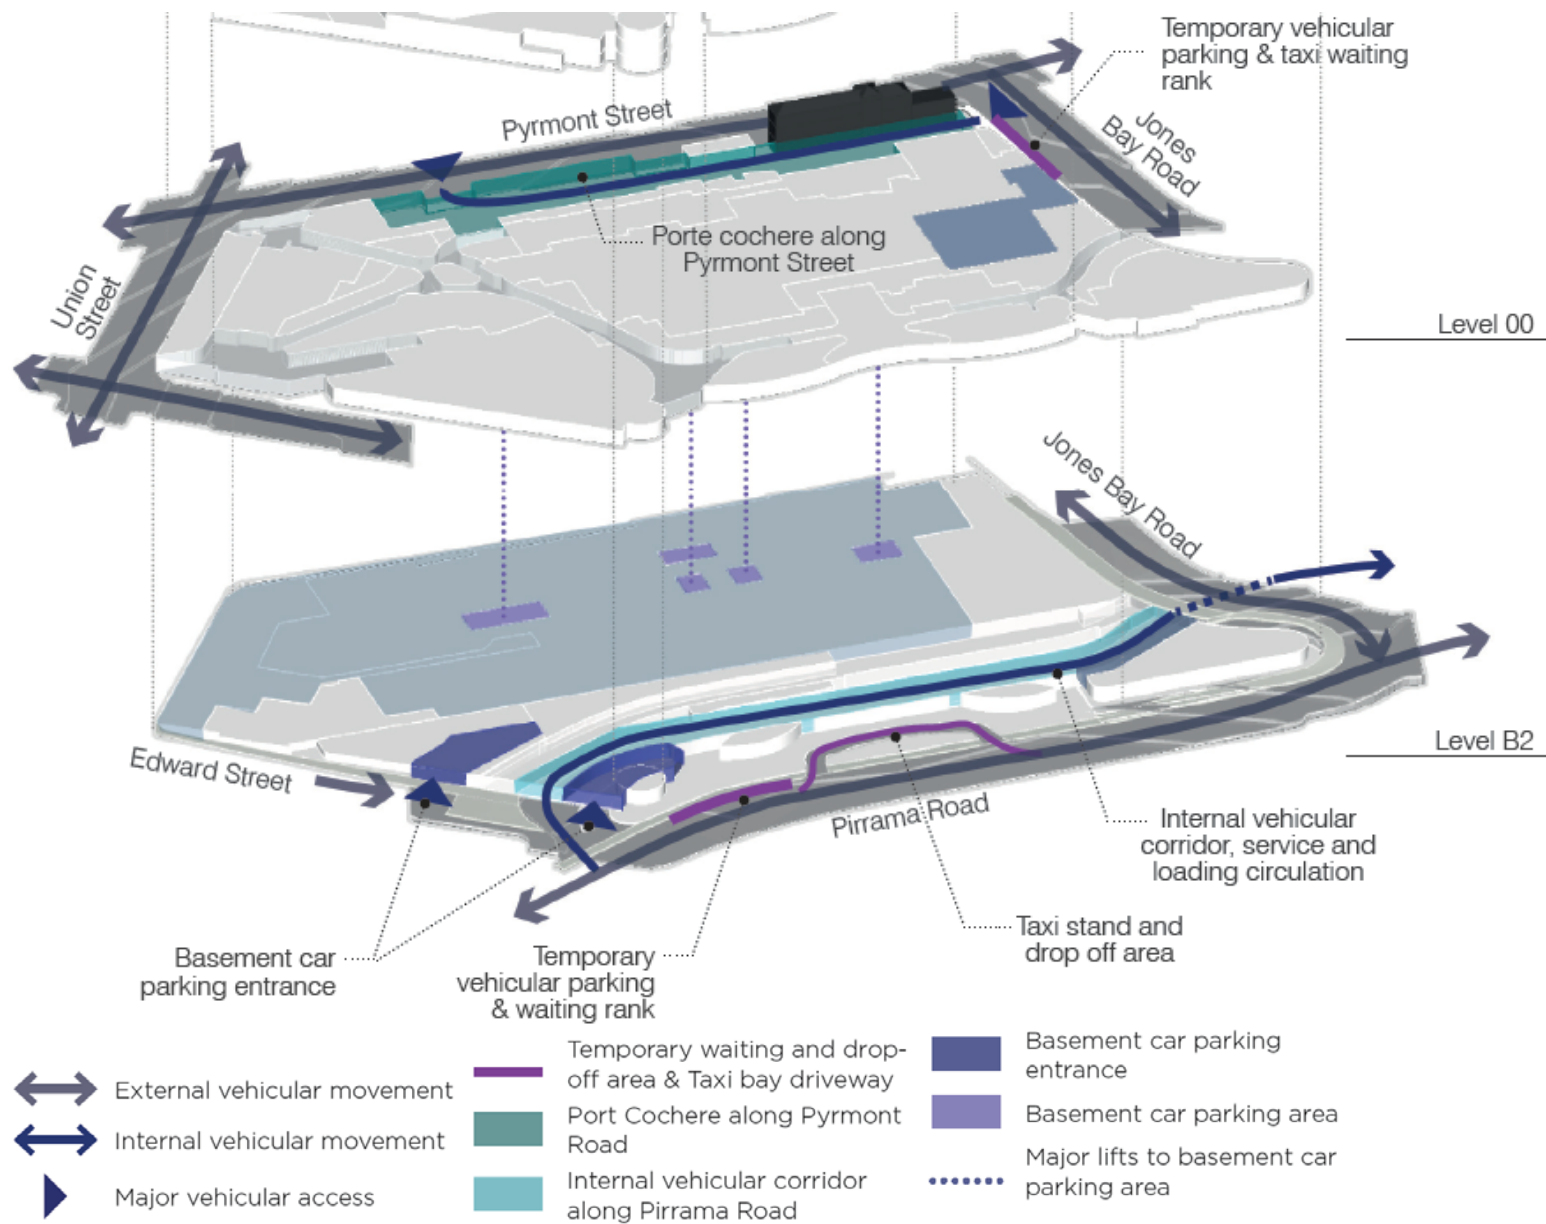 Temporary vehicular
parking & taxi waiting
rank
Pyrmont Street
Jones
Bay Road
Porte cochere along
Pyrmont Street
Union
Street
Level 00
Jones Bay Road
Edward Street
Level B2
Pirrama Road
Internal vehicular
corridor, service and
loading circulation
Taxi stand and
drop off area
Basement car
parking entrance
Temporary
vehicular parking
& waiting rank
External vehicular movement
Internal vehicular movement
Major vehicular access
Temporary waiting and drop-
off area & Taxi bay driveway
Port Cochere along Pyrmont
Road
Internal vehicular corridor
along Pirrama Road
Basement car parking
entrance
Basement car parking area
Major lifts to basement car
parking area